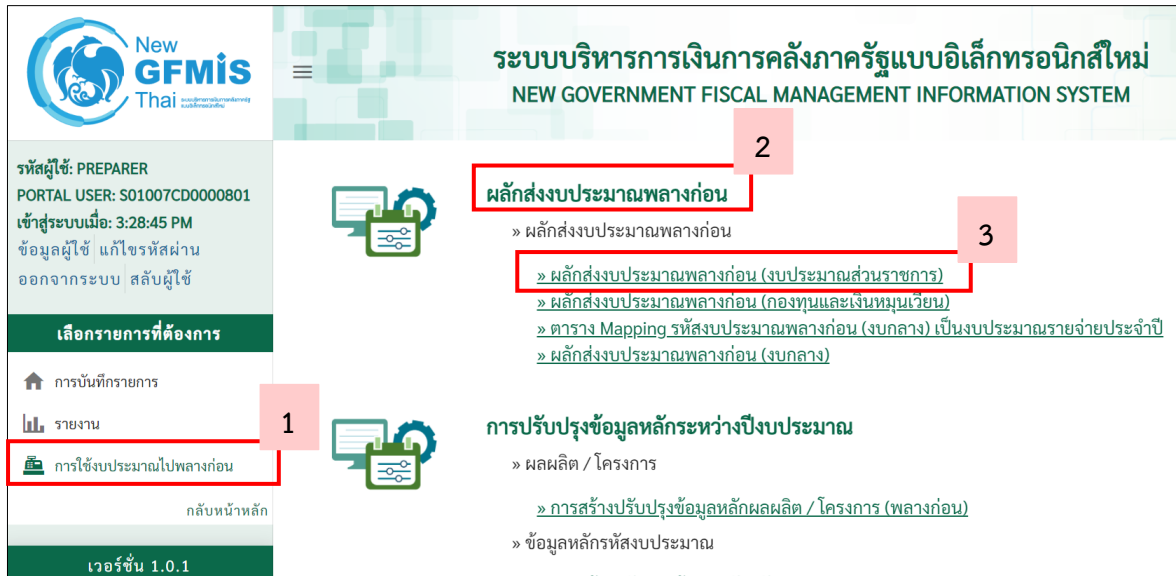 New
GFMiS
Thai
ระบบบริหารการเงินการคลังภาครัฐแบบอิเล็กทรอนิกส์ใหม่
NEW GOVERNMENT FISCAL MANAGEMENT INFORMATION SYSTEM
รหัสผู้ใช้: PREPARER
PORTAL USER: S01007CD0000801
เข้าสู่ระบบเมื่อ: 3:28:45 PM
ข้อมูลผู้ใช้ แก้ไขรหัสผ่าน
ออกจากระบบ สลับผู้ใช้
เลือกรายการที่ต้องการ
การบันทึกรายการ
รายงาน
1
การใช้งบประมาณไปพลางก่อน
กลับหน้าหลัก
เวอร์ชั่น 1.0.1
2
ผลักส่งงบประมาณพลางก่อน
» ผลักส่งงบประมาณพลางก่อน
3
» ผลักส่งงบประมาณพลางก่อน (งบประมาณส่วนราชการ)
» ผลักส่งงบประมาณพลางก่อน (กองทุนและเงินหมุนเวียน)
» ตาราง Mapping รหัสงบประมาณพลางก่อน (งบกลาง) เป็นงบประมาณรายจ่ายประจำปี
» ผลักส่งงบประมาณพลางก่อน (งบกลาง)
การปรับปรุงข้อมูลหลักระหว่างปีงบประมาณ
» ผลผลิต / โครงการ
» การสร้างปรับปรุงข้อมูลหลักผลผลิต / โครงการ (พลางก่อน)
» ข้อมูลหลักรหัสงบประมาณ